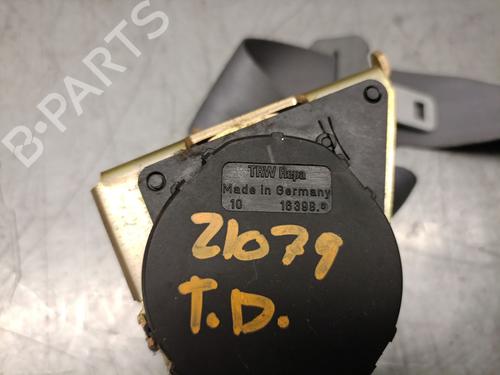 B-PARTS
TRW Repa
Made in Germany
10 16398.
21079
T.D.